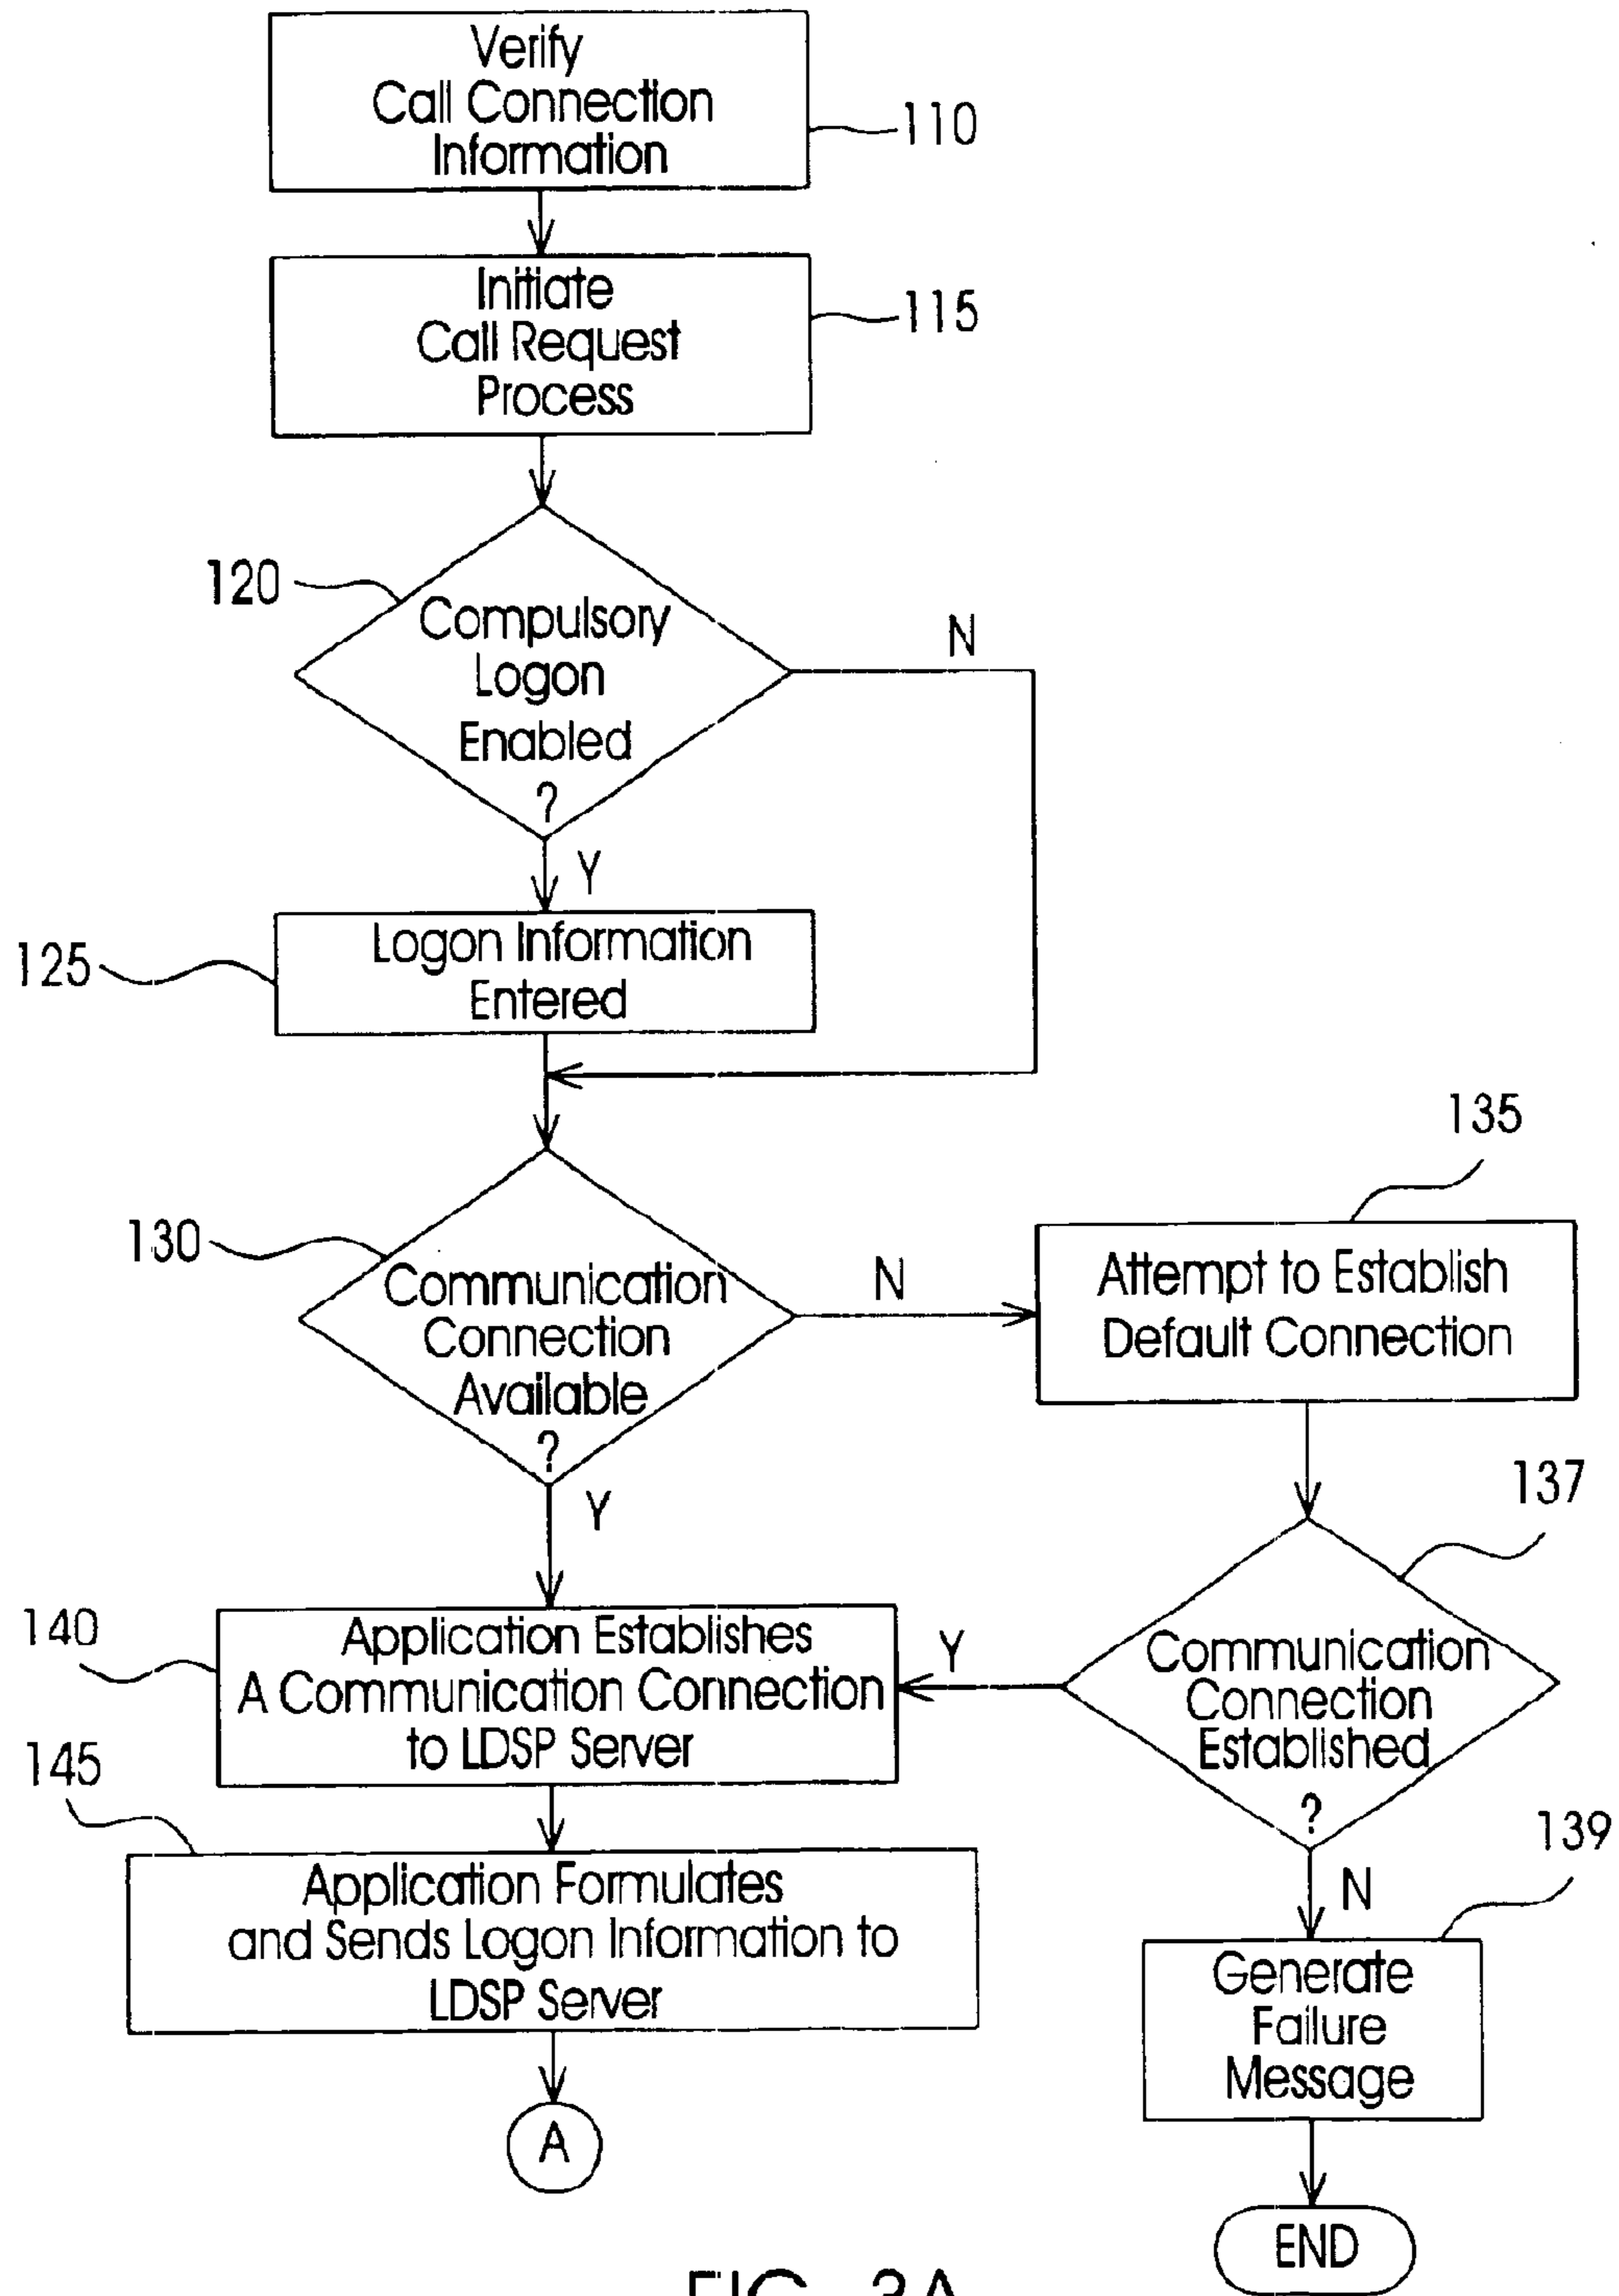 Verify
Call Connection
Information
110
Initiate
Call Request
Process
115
120
Compulsory
Logon
Enabled
?
N
Y
125
Logon Information
Entered
130
Communication
Connection
Available
?
N
Y
135
Attempt to Establish
Default Connection
137
Communication
Connection
Established
?
Y
N
140
Application Establishes
A Communication Connection
to LDSP Server
145
Application Formulates
and Sends Logon Information to
LDSP Server
A
139
Generate
Failure
Message
END
FIG. 3A